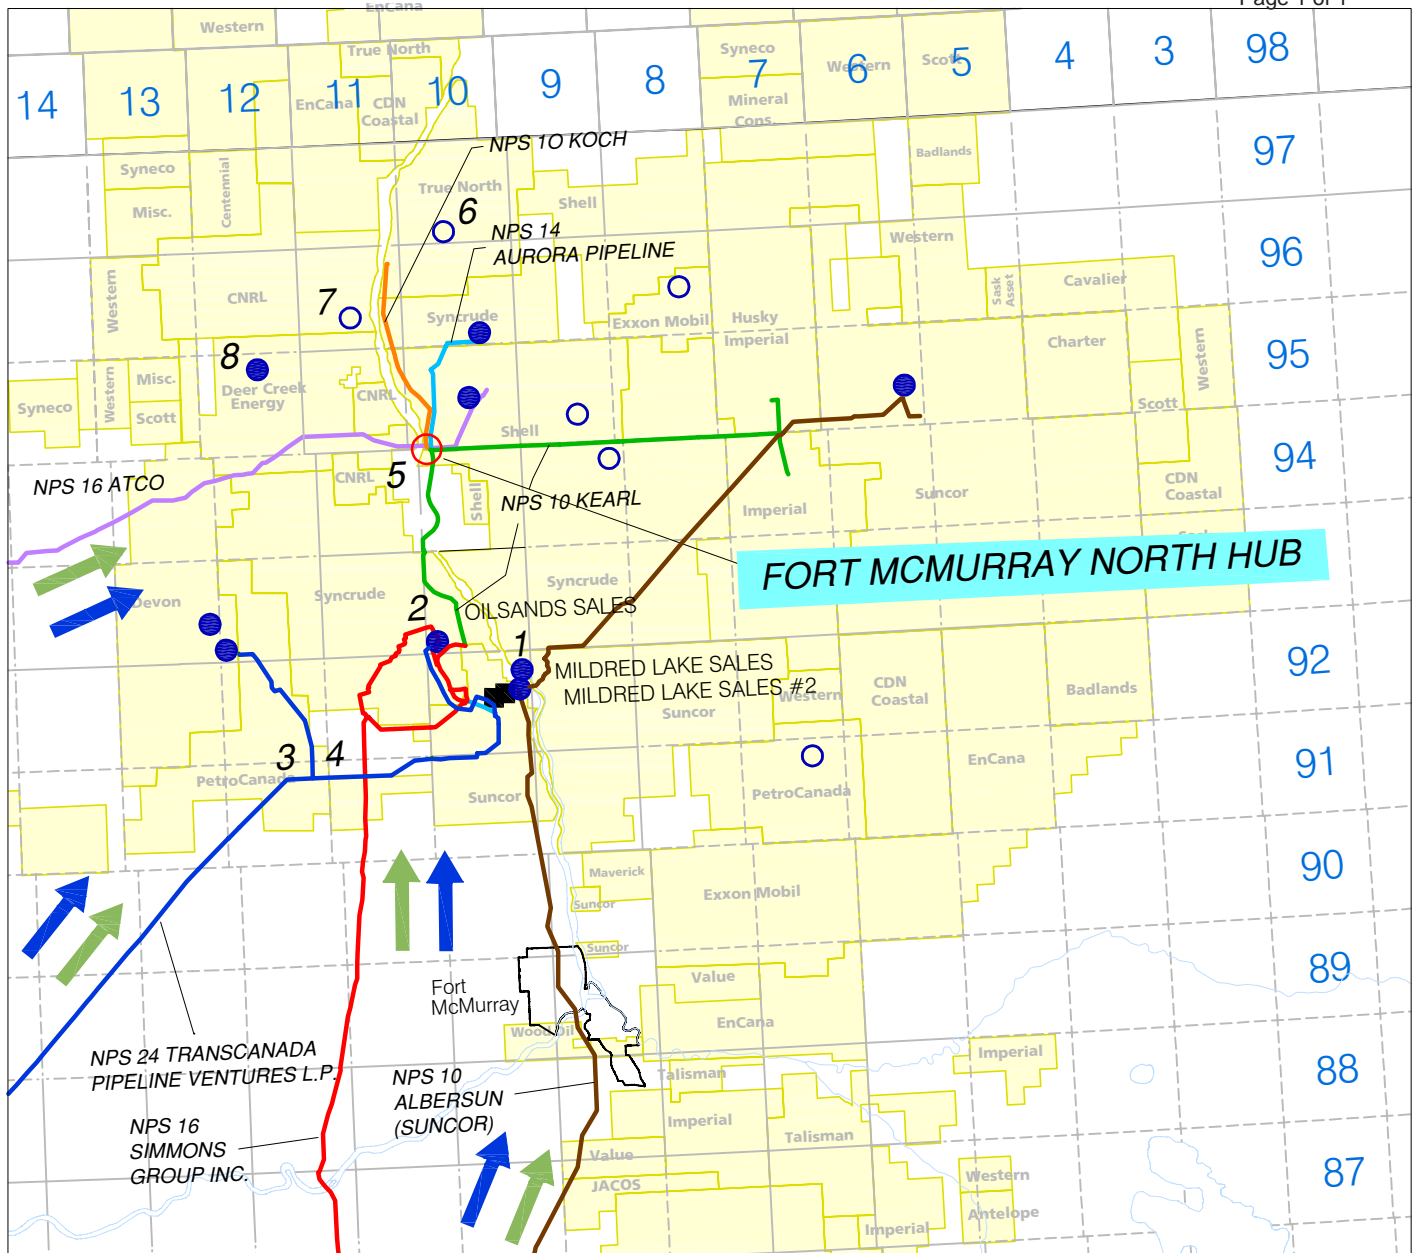 Page 1 of 1
EnCana
Western
True North
Syneco
Western
Scott
14
13
12
11
10
9
8
7
6
5
4
3
98
EnCana
CDN
Coastal
Mineral
Cons.
NPS 1O KOCH
97
Syneco
Centennial
Badlands
Misc.
True North
Shell
6
NPS 14
AURORA PIPELINE
Western
96
Western
CNRL
7
Syncrude
Exxon Mobil
Husky
Imperial
Sask
Asset
Cavalier
Charter
Western
95
8
Western
Misc.
Deer Creek
Energy
CNRL
Syneco
Scott
Scott
Shell
5
CNRL
Shell
94
NPS 16 ATCO
NPS 10 KEARL
Imperial
Suncor
CDN
Coastal
FORT MCMURRAY NORTH HUB
Devon
Syncrude
Syncrude
2
OILSANDS SALES
1
MILDRED LAKE SALES
MILDRED LAKE SALES #2
Western
CDN
Coastal
Badlands
92
Suncor
3
4
PetroCanada
EnCana
91
Suncor
PetroCanada
Maverick
Exxon Mobil
90
Suncor
Suncor
Value
89
Fort
McMurray
Wood Oil
EnCana
Imperial
NPS 24 TRANSCANADA
PIPELINE VENTURES L.P.
NPS 10
ALBERSUN
(SUNCOR)
Talisman
88
NPS 16
SIMMONS
GROUP INC.
Imperial
Talisman
Value
87
JACOS
Western
Antelope
Imperial